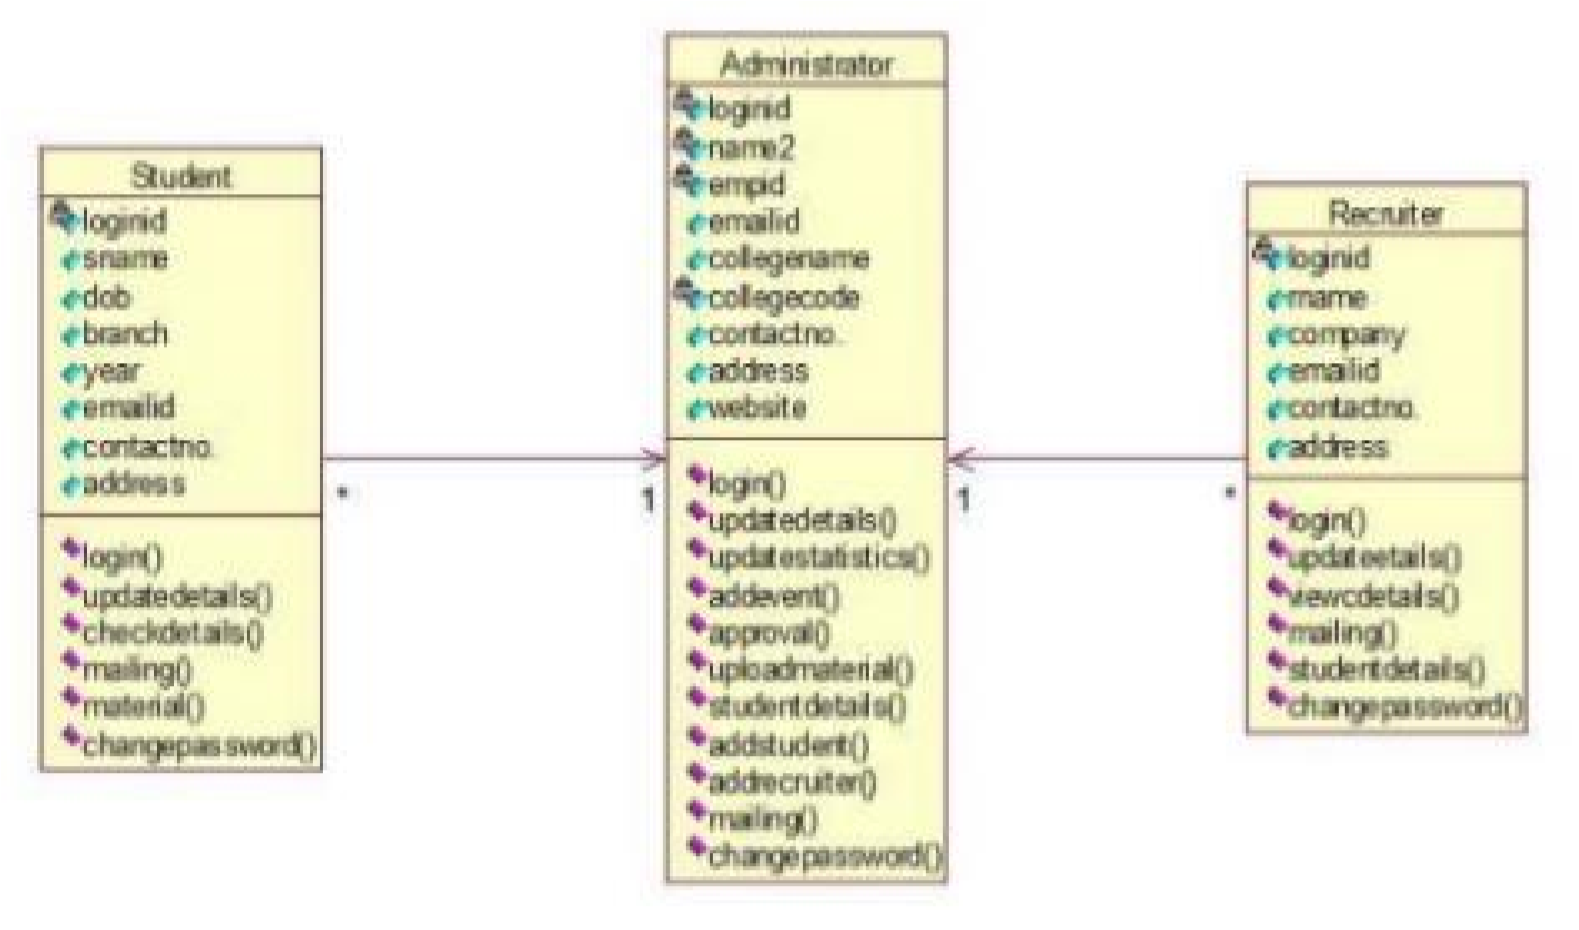 Student
loginid
sname
dob
branch
year
emailid
contactno.
address
login()
updatedetails()
checkdetails()
mailing()
material()
changepassword()
*
1
Administrator
loginid
name2
empid
emailid
collegename
collegecode
contactno.
address
website
login()
updatedetails()
updatestatistics()
addevent()
approval()
uploadmaterial()
studentdetails()
addstudent()
addrecruiter()
mailing()
changepassword()
1
*
Recruiter
loginid
rname
company
emailid
contactno.
address
login()
updateetails()
viewcdetails()
mailing()
studentdetails()
changepassword()